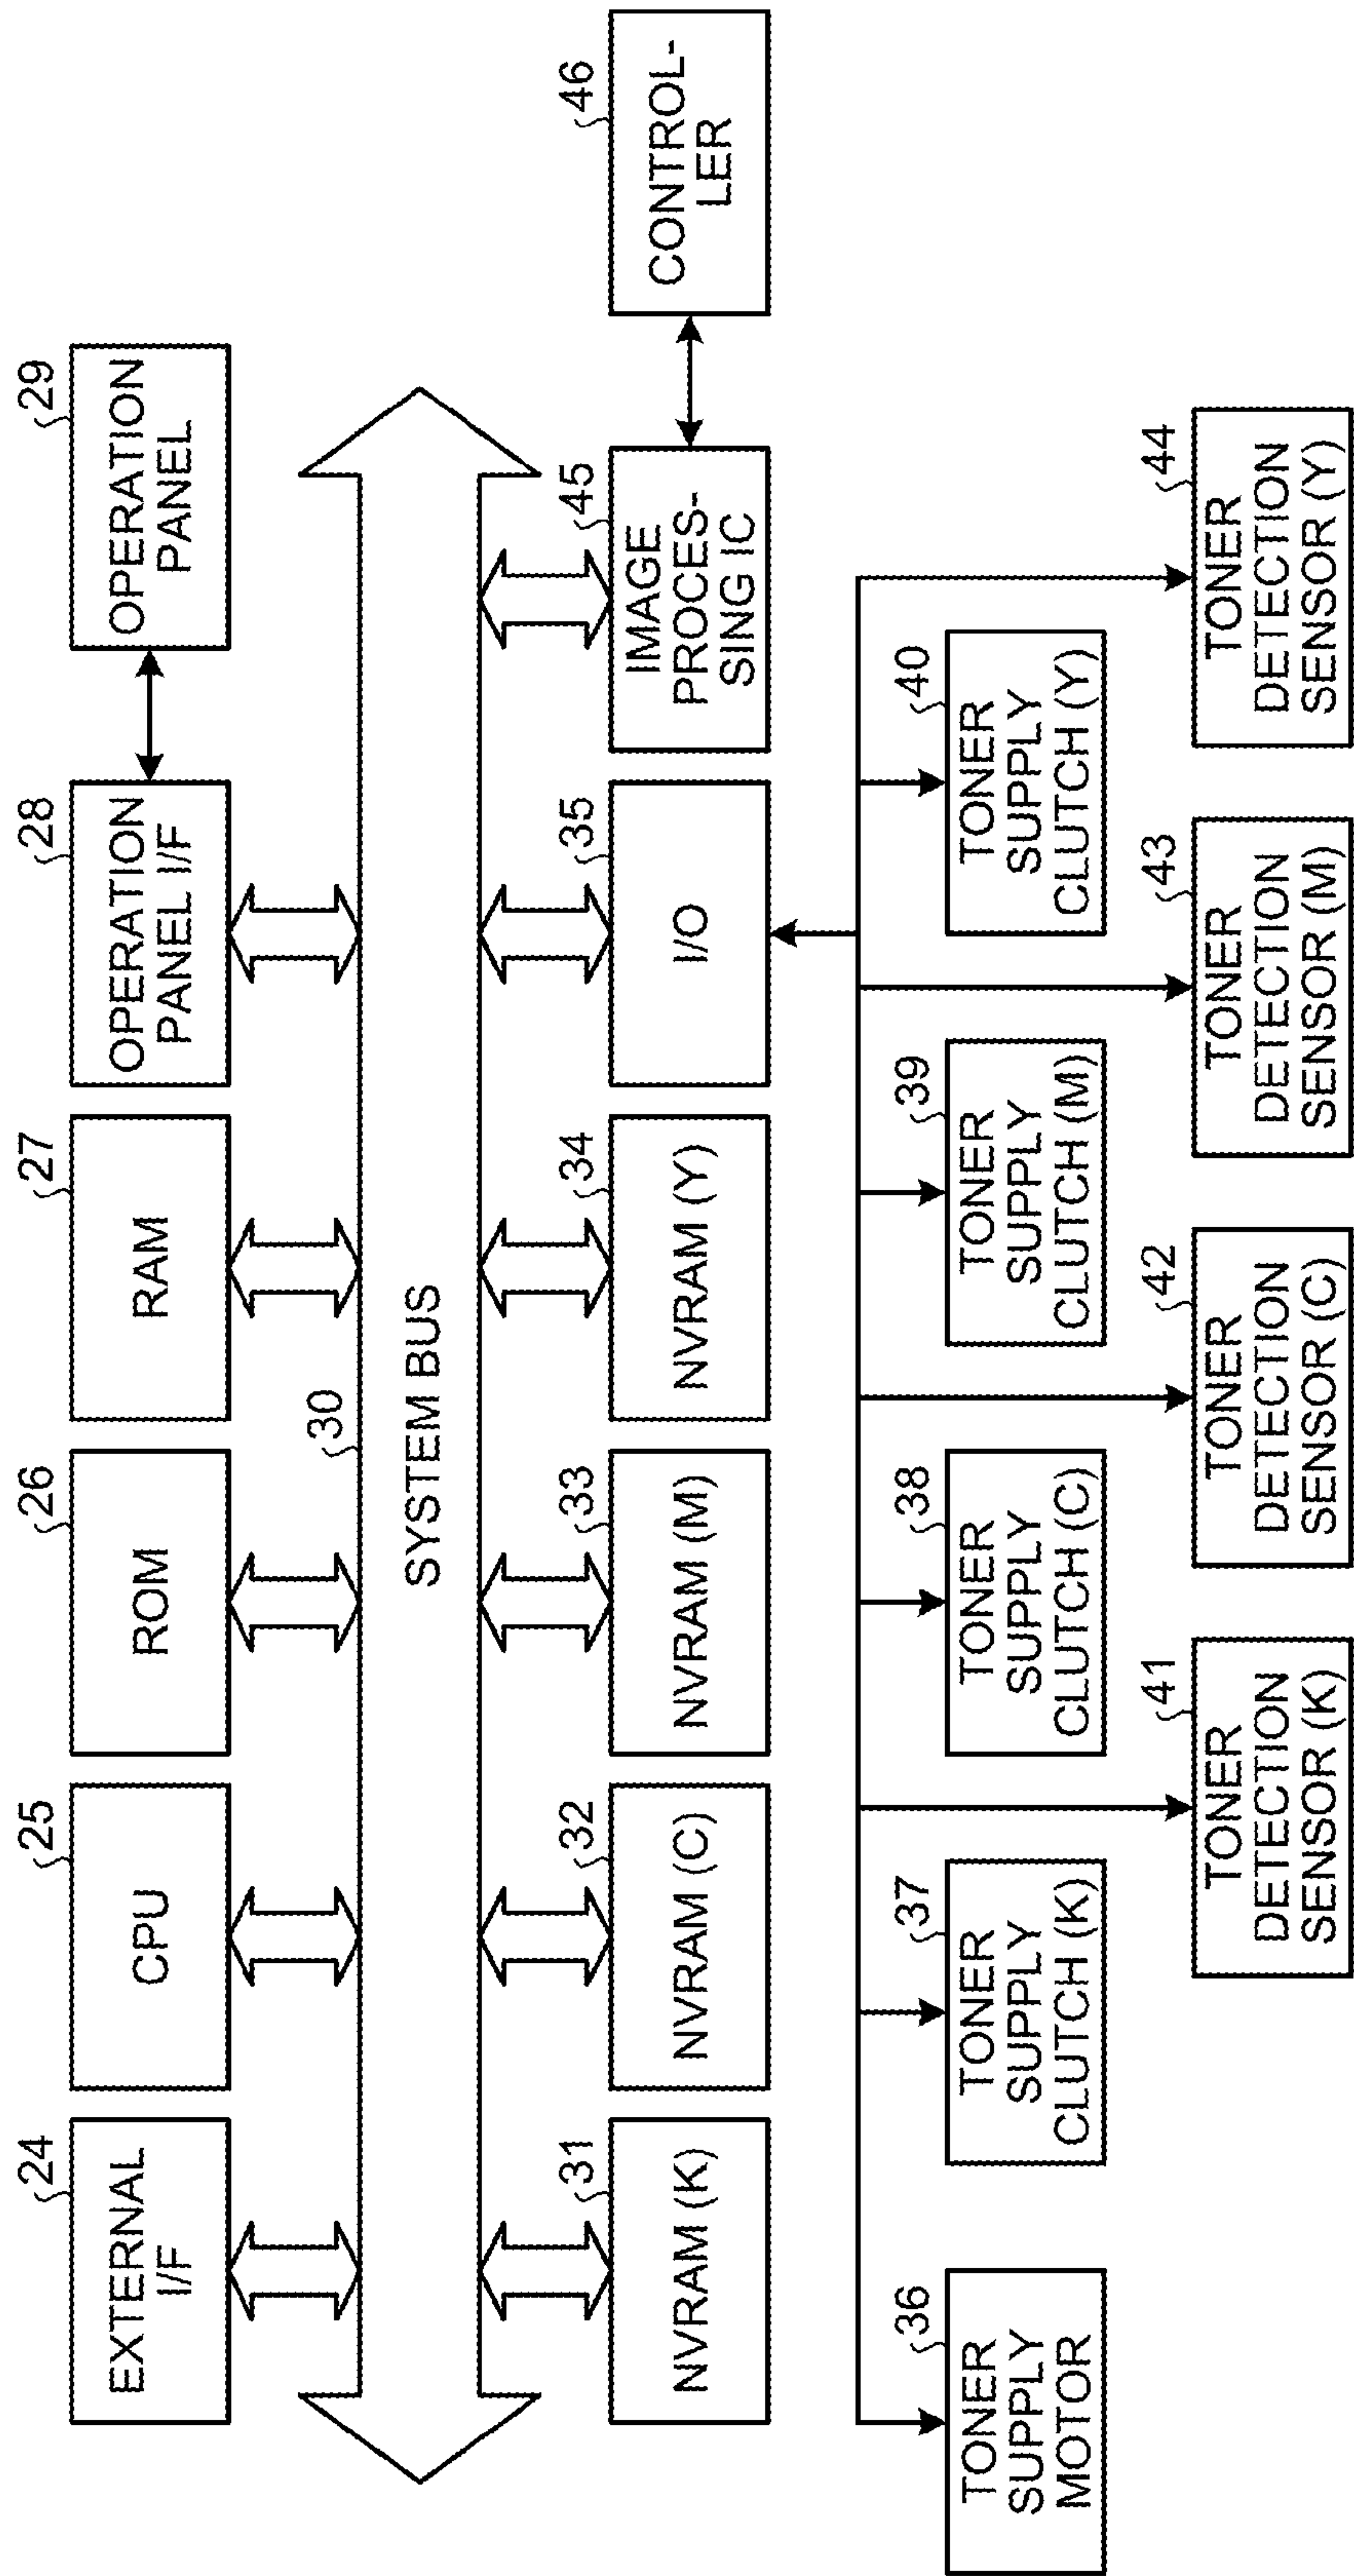 24
EXTERNAL
I/F
25
CPU
26
ROM
27
RAM
28
OPERATION
PANEL I/F
29
OPERATION
PANEL
30
SYSTEM BUS
31
NVRAM (K)
32
NVRAM (C)
33
NVRAM (M)
34
NVRAM (Y)
35
I/O
45
IMAGE
PROCES-
SING IC
46
CONTROL-
LER
36
TONER
SUPPLY
MOTOR
37
TONER
SUPPLY
CLUTCH (K)
38
TONER
SUPPLY
CLUTCH (C)
39
TONER
SUPPLY
CLUTCH (M)
40
TONER
SUPPLY
CLUTCH (Y)
41
TONER
DETECTION
SENSOR (K)
42
TONER
DETECTION
SENSOR (C)
43
TONER
DETECTION
SENSOR (M)
44
TONER
DETECTION
SENSOR (Y)